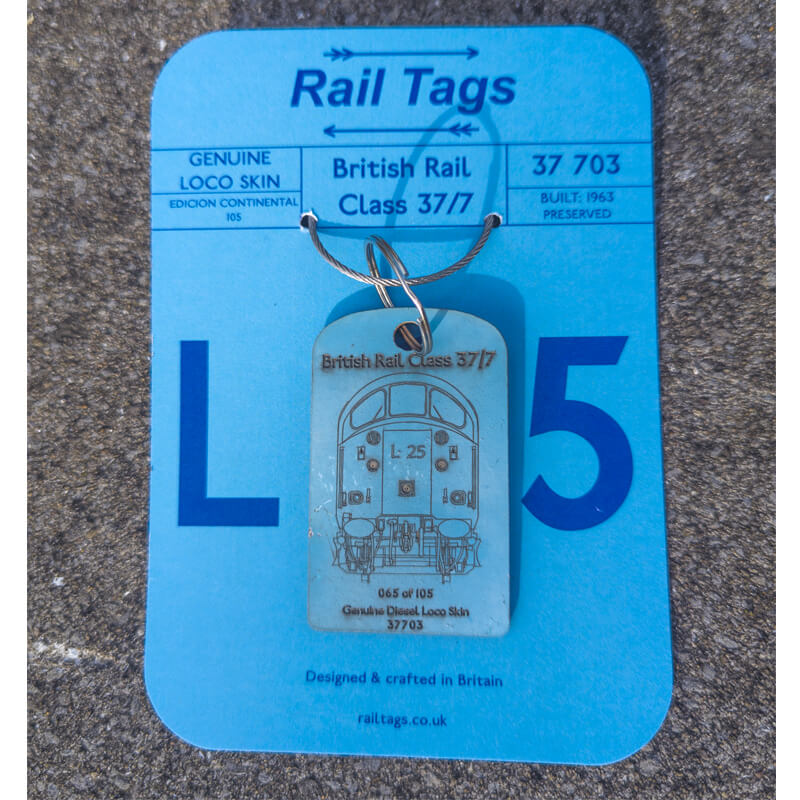 Rail Tags
GENUINE
LOCO SKIN
EDICION CONTINENTAL
105
British Rail
Class 37/7
37 703
BUILT: 1963
PRESERVED
L 5
British Rail Class 37/7
L 25
065 of 105
Genuine Diesel Loco Skin
37703
Designed & crafted in Britain
railtags.co.uk